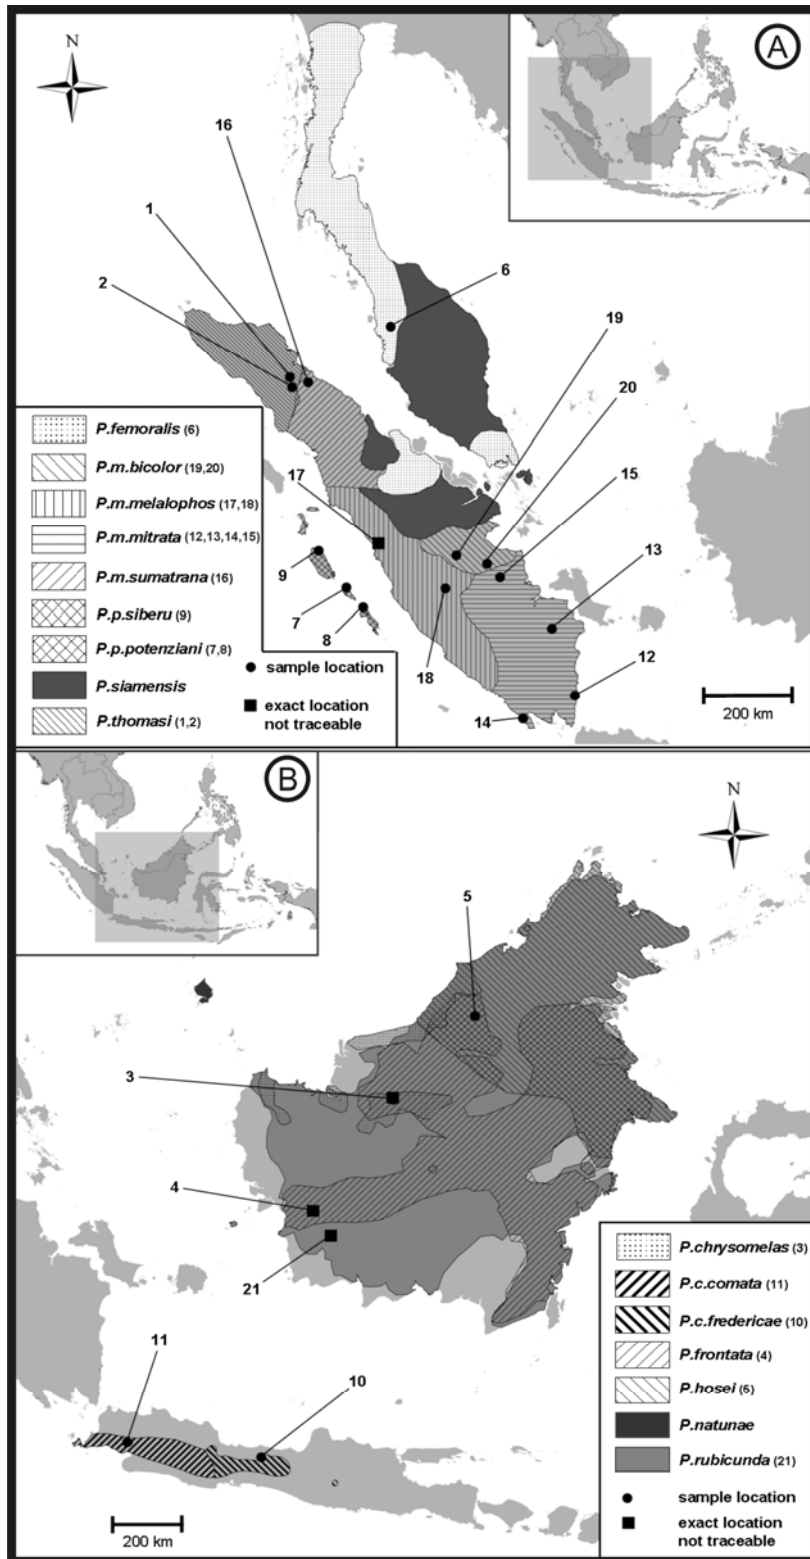 N
A
16
1
2
6
19
20
17
15
13
9
7
8
18
12
14
P.femoralis (6)
P.m.bicolor (19,20)
P.m.melalophos (17,18)
P.m.mitrata (12,13,14,15)
P.m.sumatrana (16)
P.p.siberu (9)
P.p.potenziani (7,8)
P.siamensis
P.thomasi (1,2)
sample location
exact location
not traceable
200 km
B
N
5
3
4
21
11
10
P.chrysomelas (3)
P.c.comata (11)
P.c.fredericae (10)
P.frontata (4)
P.hosei (5)
P.natunae
P.rubicunda (21)
sample location
exact location
not traceable
200 km